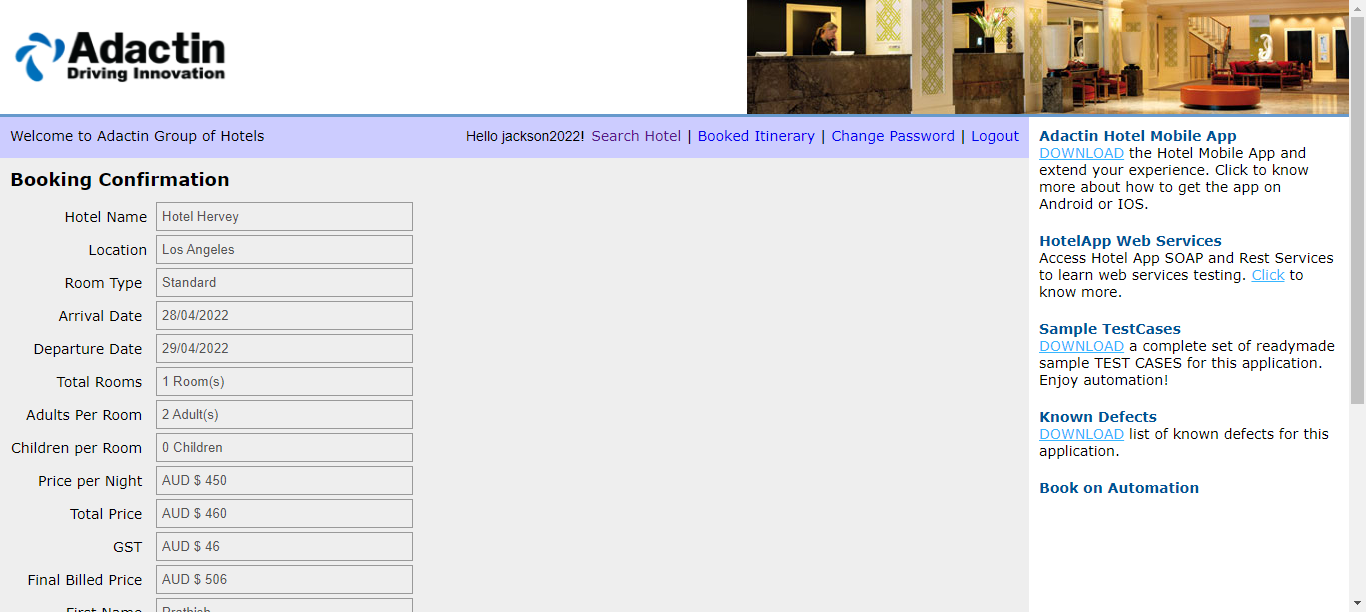 Adactin
Driving Innovation
Welcome to Adactin Group of Hotels
Hello jackson2022! Search Hotel | Booked Itinerary | Change Password | Logout
Booking Confirmation
Hotel Name Hotel Hervey
Location Los Angeles
Room Type Standard
Arrival Date 28/04/2022
Departure Date 29/04/2022
Total Rooms 1 Room(s)
Adults Per Room 2 Adult(s)
Children per Room 0 Children
Price per Night AUD $ 450
Total Price AUD $ 460
GST AUD $ 46
Final Billed Price AUD $ 506
First Name Prathish
Adactin Hotel Mobile App
DOWNLOAD the Hotel Mobile App and
extend your experience. Click to know
more about how to get the app on
Android or IOS.
HotelApp Web Services
Access Hotel App SOAP and Rest Services
to learn web services testing. Click to
know more.
Sample TestCases
DOWNLOAD a complete set of readymade
sample TEST CASES for this application.
Enjoy automation!
Known Defects
DOWNLOAD list of known defects for this
application.
Book on Automation